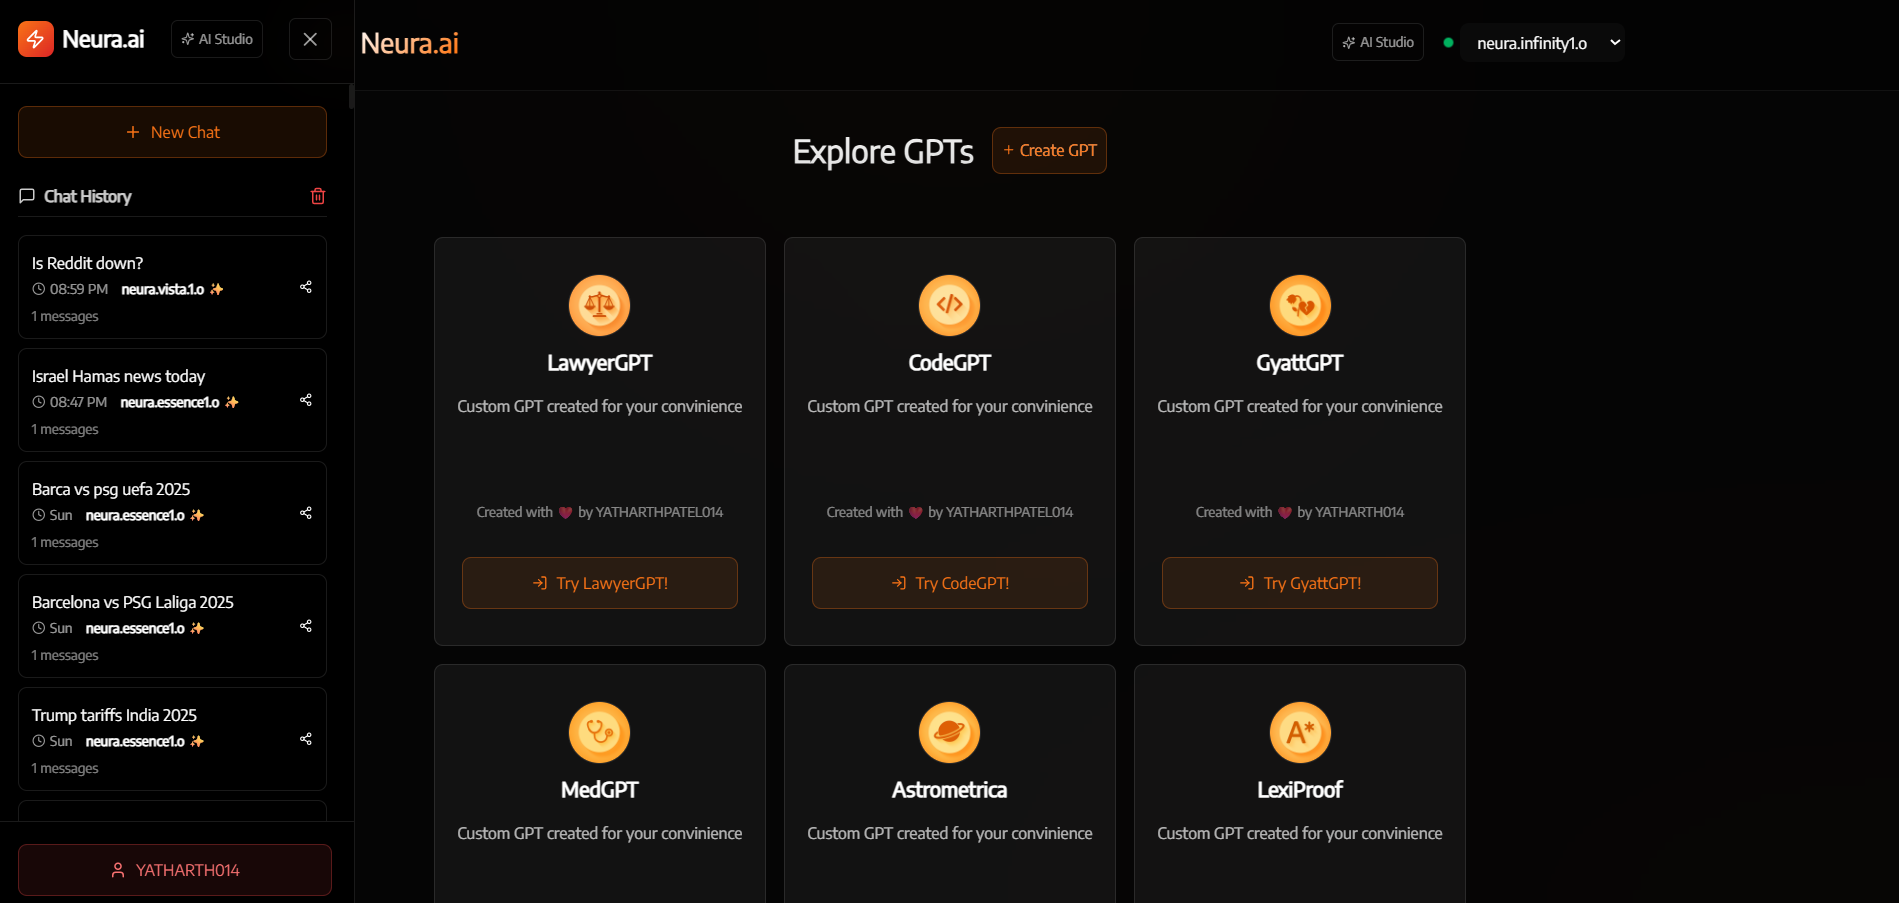 Neura.ai
AI Studio
New Chat
Chat History
Is Reddit down?
08:59 PM neura.vista.1.o ✨
1 messages
Israel Hamas news today
08:47 PM neura.essence1.o ✨
1 messages
Barca vs psg uefa 2025
Sun neura.essence1.o ✨
1 messages
Barcelona vs PSG Laliga 2025
Sun neura.essence1.o ✨
1 messages
Trump tariffs India 2025
Sun neura.essence1.o ✨
1 messages
YATHARTH014
Neura.ai
AI Studio
neura.infinity1.o
Explore GPTs
+ Create GPT
LawyerGPT
Custom GPT created for your convinience
Created with ❤ by YATHARTHPATEL014
Try LawyerGPT!
CodeGPT
Custom GPT created for your convinience
Created with ❤ by YATHARTHPATEL014
Try CodeGPT!
GyattGPT
Custom GPT created for your convinience
Created with ❤ by YATHARTH014
Try GyattGPT!
MedGPT
Custom GPT created for your convinience
Astrometrica
Custom GPT created for your convinience
A*
LexiProof
Custom GPT created for your convinience